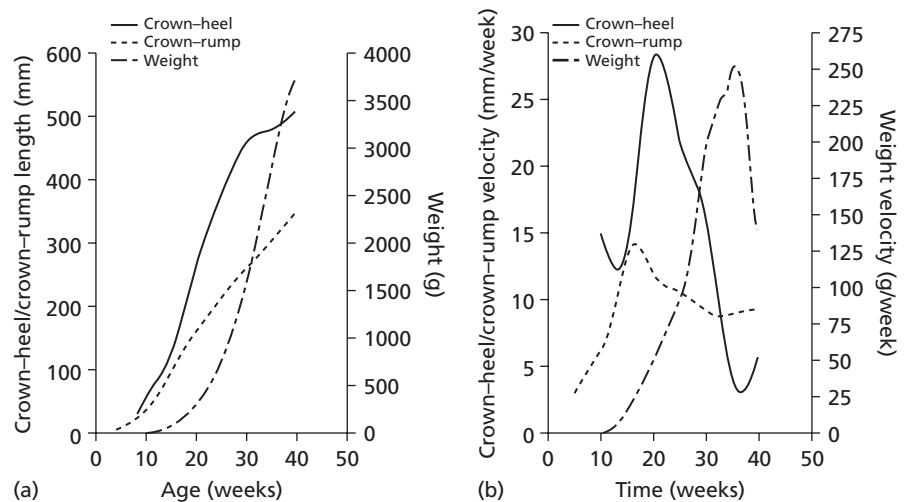 Crown–heel
Crown–rump
Weight
600
500
400
300
200
100
0
Crown–heel/crown–rump length (mm)
4000
3500
3000
2500
2000
1500
1000
500
0
Weight (g)
0 10 20 30 40 50
(a) Age (weeks)
Crown–heel
Crown–rump
Weight
30
25
20
15
10
5
0
Crown–heel/crown–rump velocity (mm/week)
275
250
225
200
175
150
125
100
75
50
25
0
Weight velocity (g/week)
0 10 20 30 40 50
(b) Time (weeks)